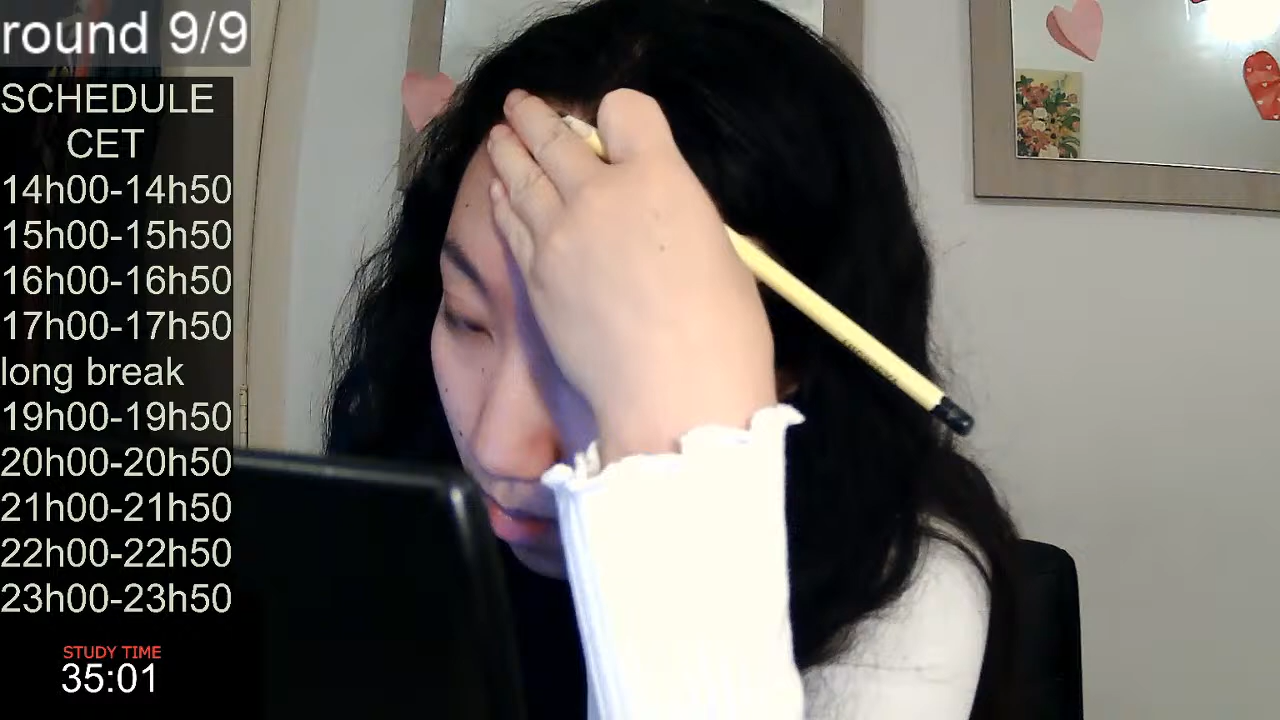 round 9/9
SCHEDULE
CET
14h00-14h50
15h00-15h50
16h00-16h50
17h00-17h50
long break
19h00-19h50
20h00-20h50
21h00-21h50
22h00-22h50
23h00-23h50
STUDY TIME
35:01